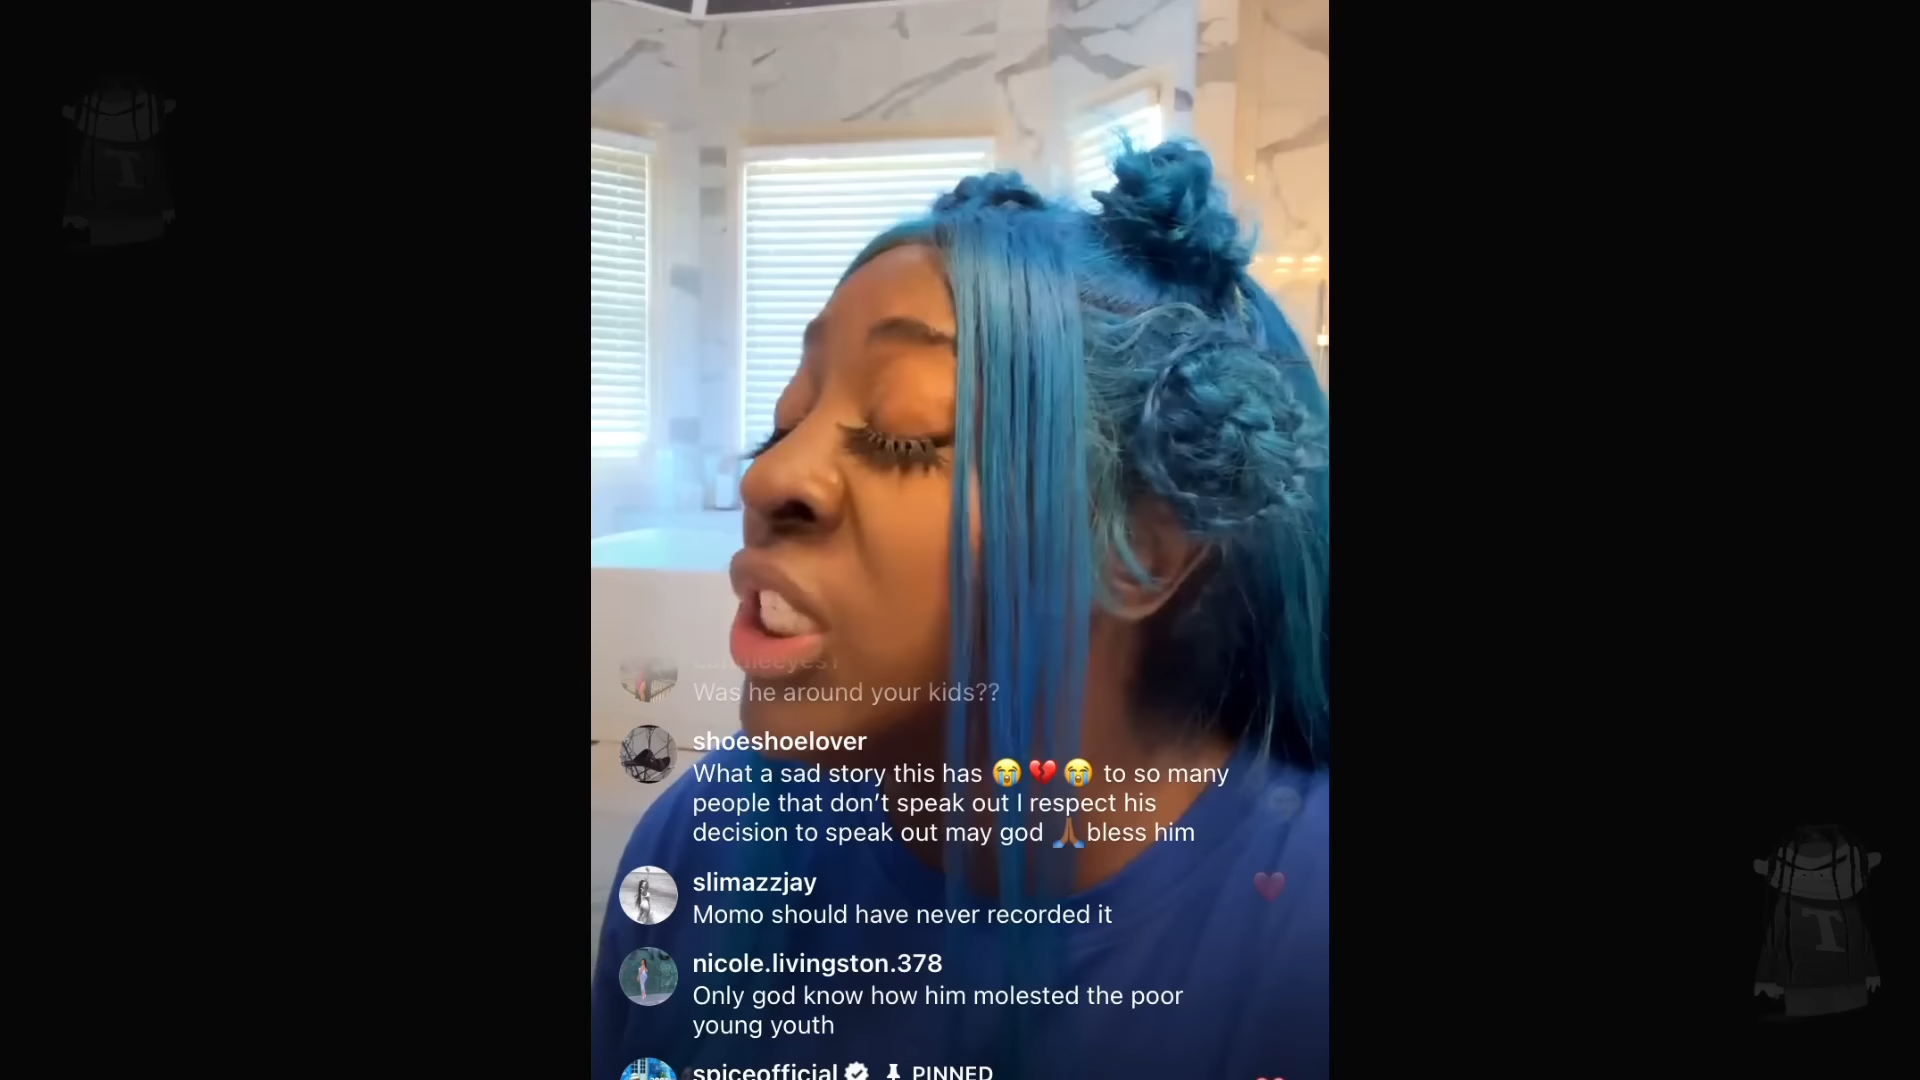 Was he around your kids??
shoeshoelover
What a sad story this has 😭💔😭 to so many
people that don't speak out I respect his
decision to speak out may god 🙏🏾bless him
slimazzjay
Momo should have never recorded it
nicole.livingston.378
Only god know how him molested the poor
young youth
spiceofficial PINNED
T
T